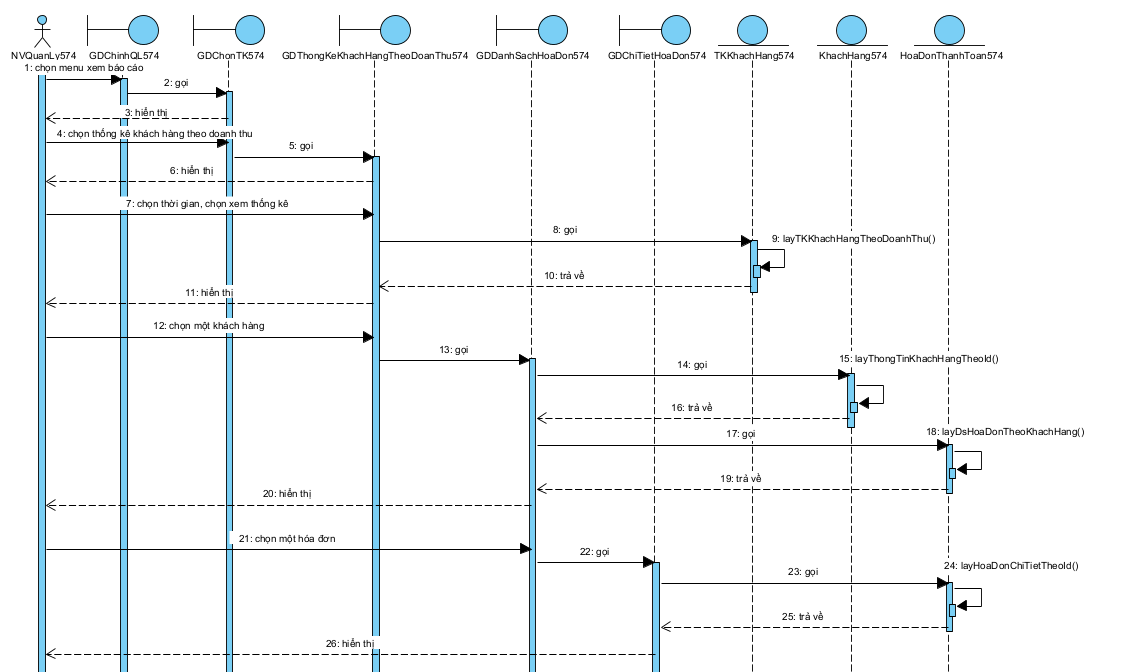 NVQuanLy574
GDChinhQL574
GDChonTK574
GDThongKeKhachHangTheoDoanThu574
GDDanhSachHoaDon574
GDChiTietHoaDon574
TKKhachHang574
KhachHang574
HoaDonThanhToan574
1: chọn menu xem báo cáo
2: gọi
3: hiển thị
4: chọn thống kê khách hàng theo doanh thu
5: gọi
6: hiển thị
7: chọn thời gian, chọn xem thống kê
8: gọi
9: layTKKhachHangTheoDoanhThu()
10: trả về
11: hiển thị
12: chọn một khách hàng
13: gọi
14: gọi
15: layThongTinKhachHangTheoId()
16: trả về
17: gọi
18: layDsHoaDonTheoKhachHang()
19: trả về
20: hiển thị
21: chọn một hóa đơn
22: gọi
23: gọi
24: layHoaDonChiTietTheoId()
25: trả về
26: hiển thị